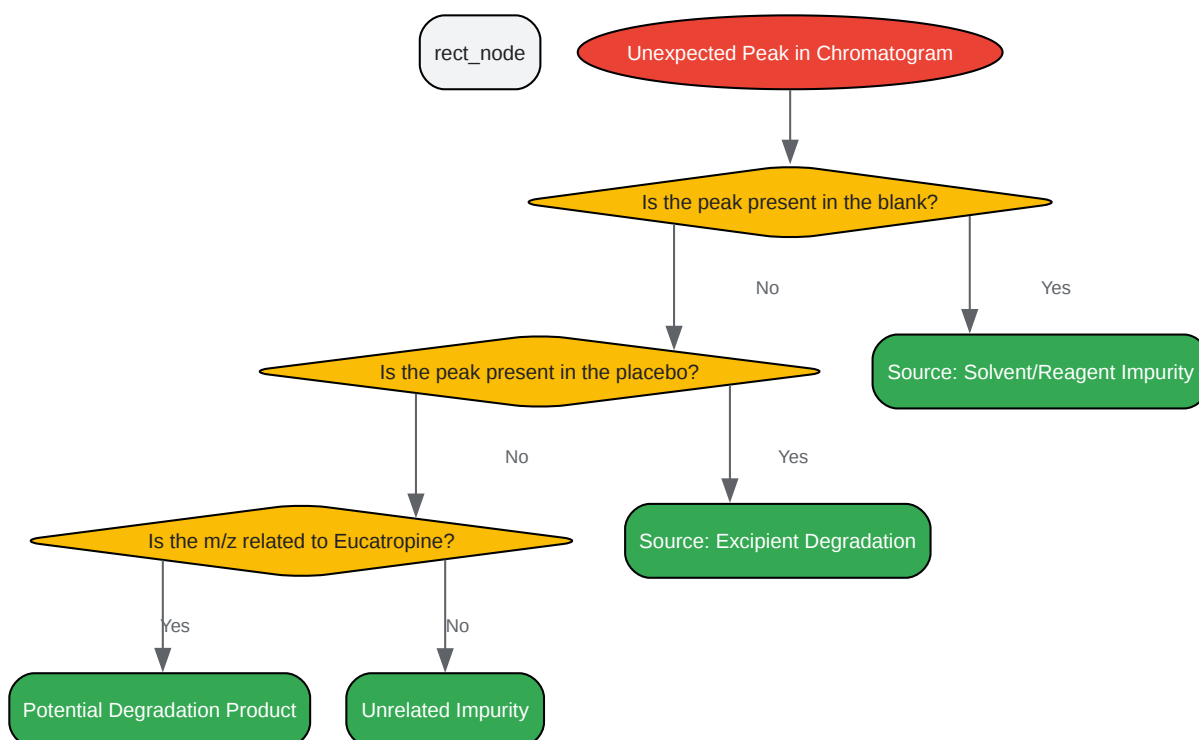 rect_node
Unexpected Peak in Chromatogram
Is the peak present in the blank?
No
Yes
Is the peak present in the placebo?
Source: Solvent/Reagent Impurity
No
Yes
Is the m/z related to Eucatropine?
Source: Excipient Degradation
Yes
No
Potential Degradation Product
Unrelated Impurity